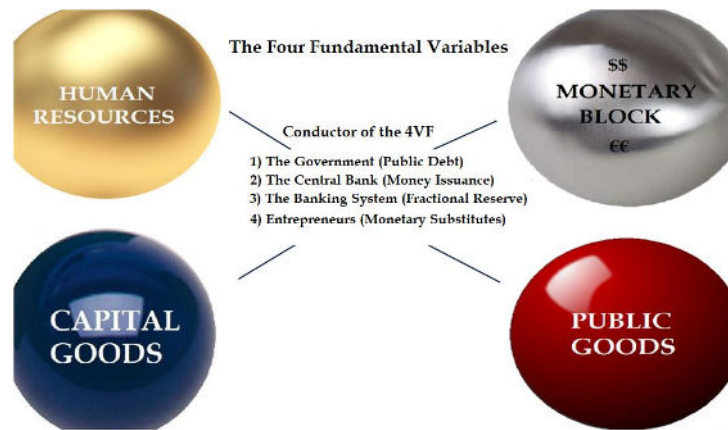 The Four Fundamental Variables
HUMAN
RESOURCES
$$
MONETARY
BLOCK
€€
Conductor of the 4VF
1) The Government (Public Debt)
2) The Central Bank (Money Issuance)
3) The Banking System (Fractional Reserve)
4) Entrepreneurs (Monetary Substitutes)
CAPITAL
GOODS
PUBLIC
GOODS